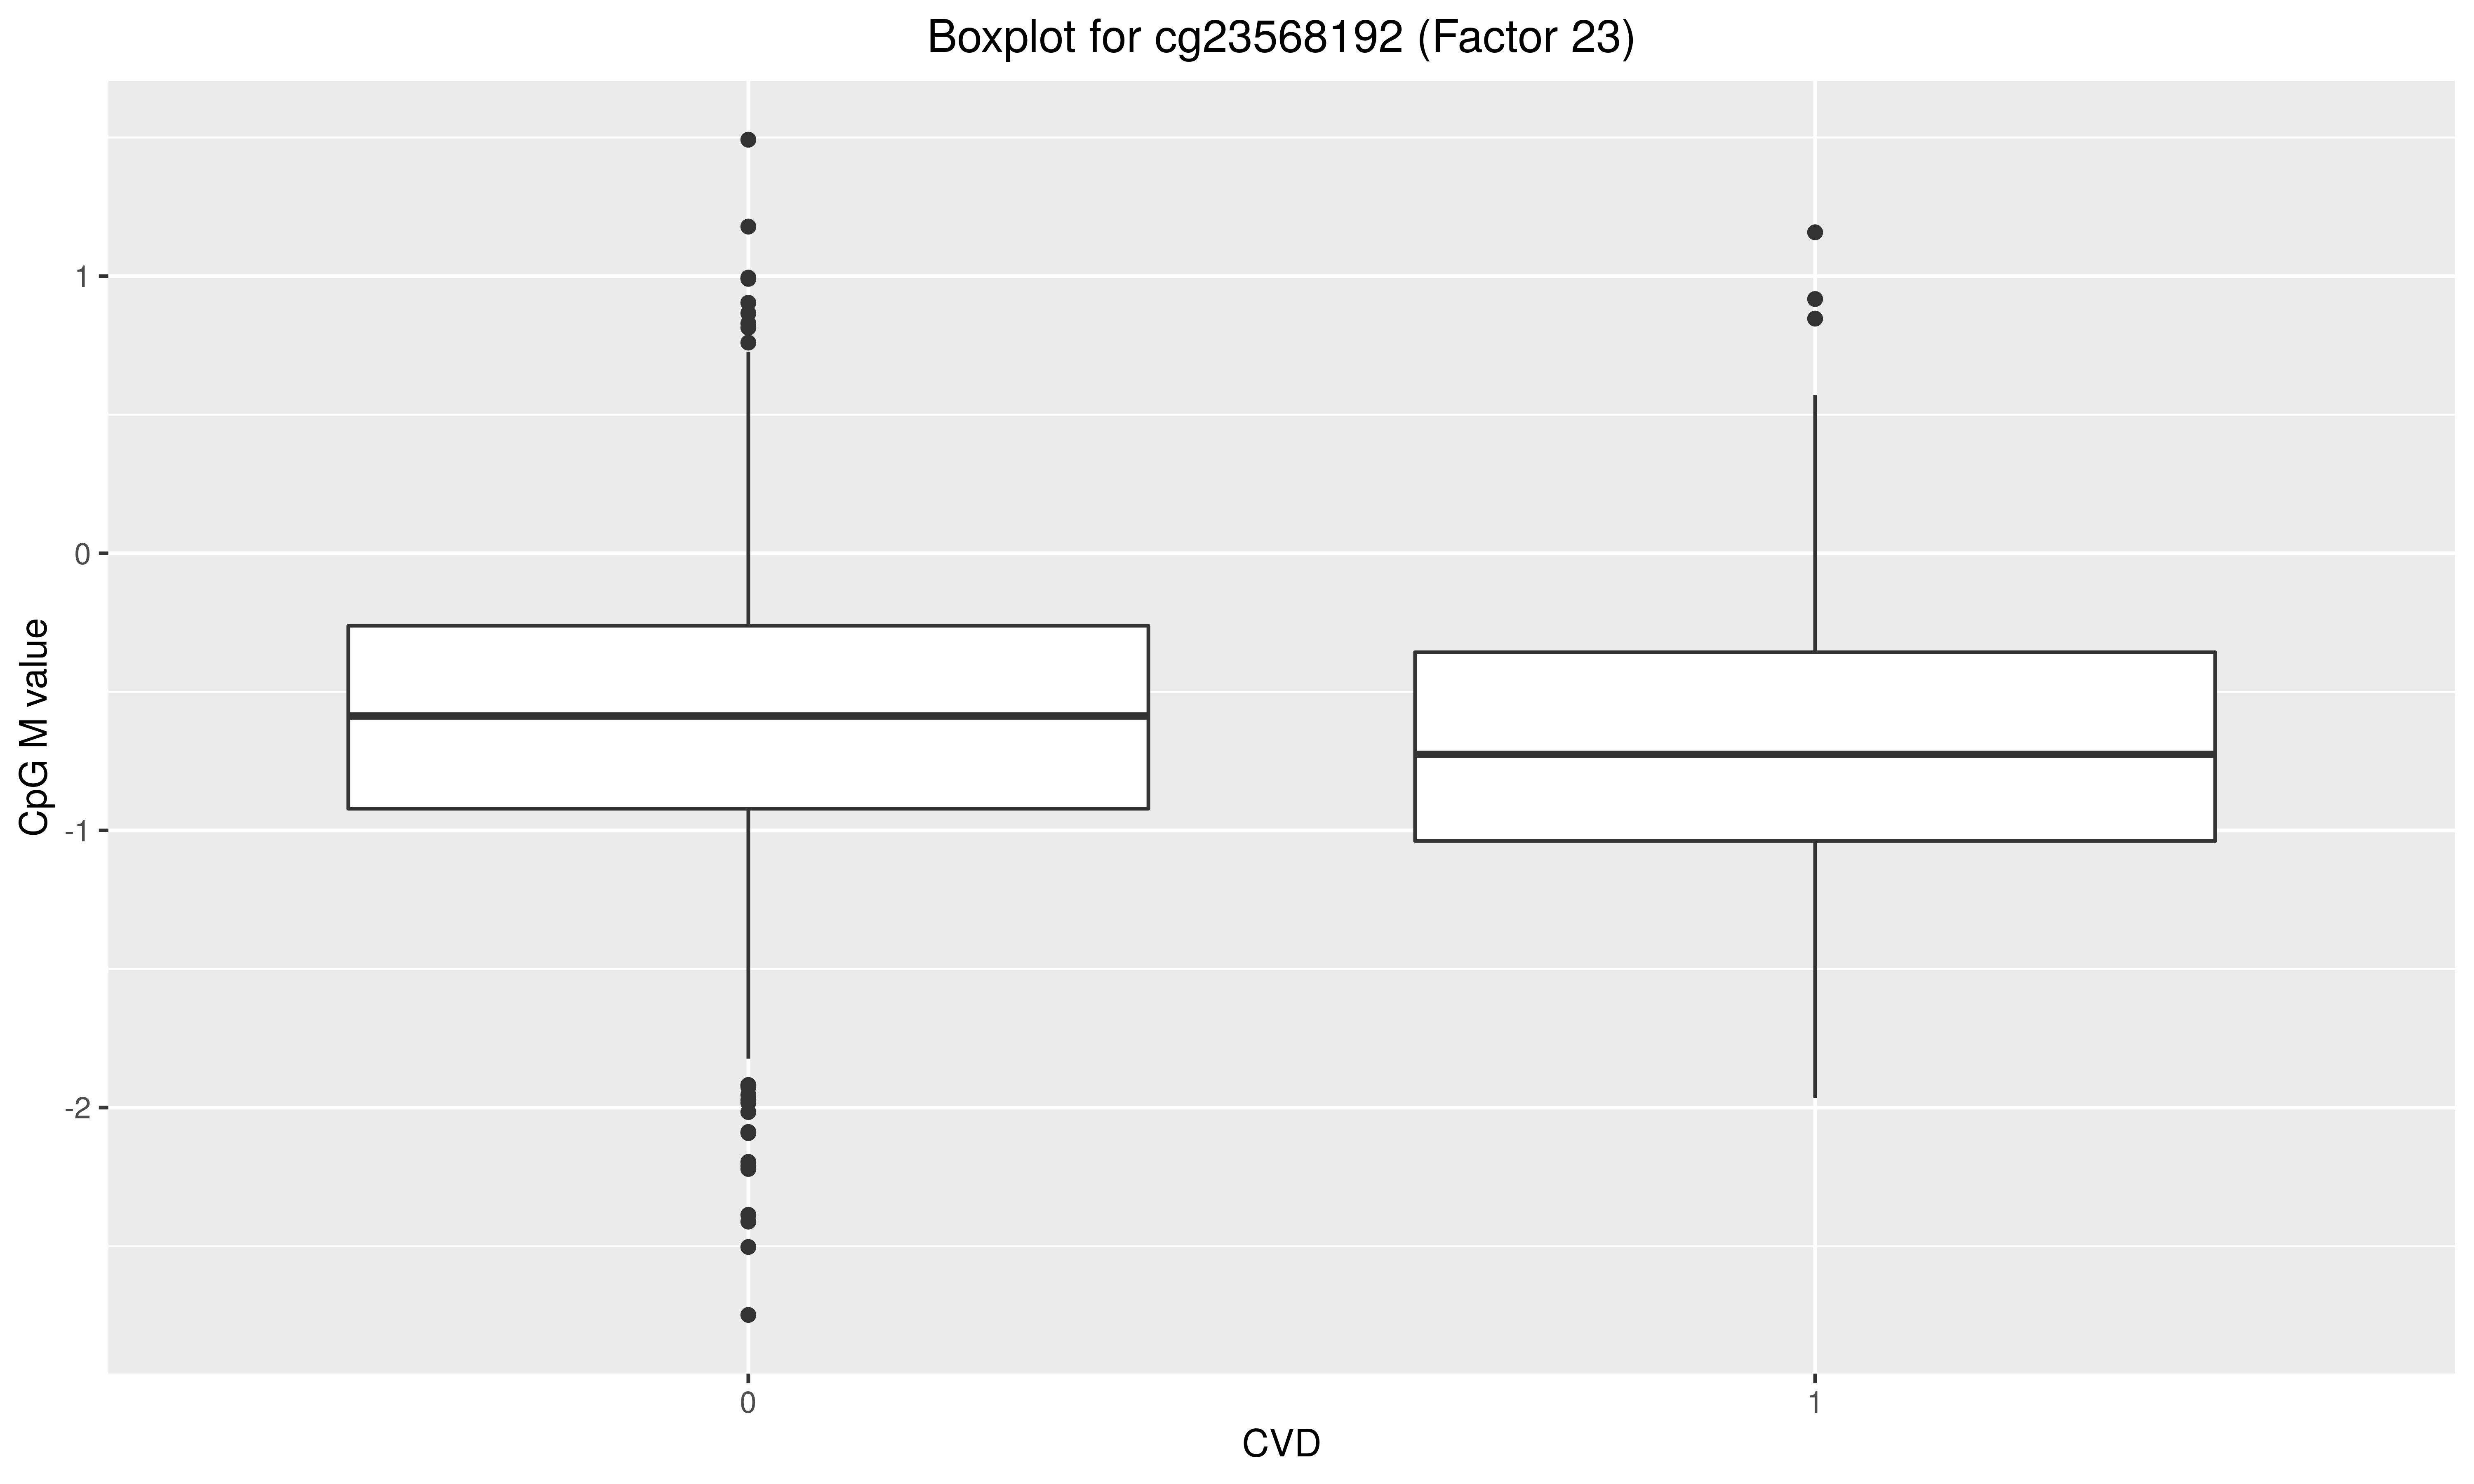 Boxplot for cg23568192 (Factor 23)
CpG M value
1
0
-1
-2
0 1
CVD